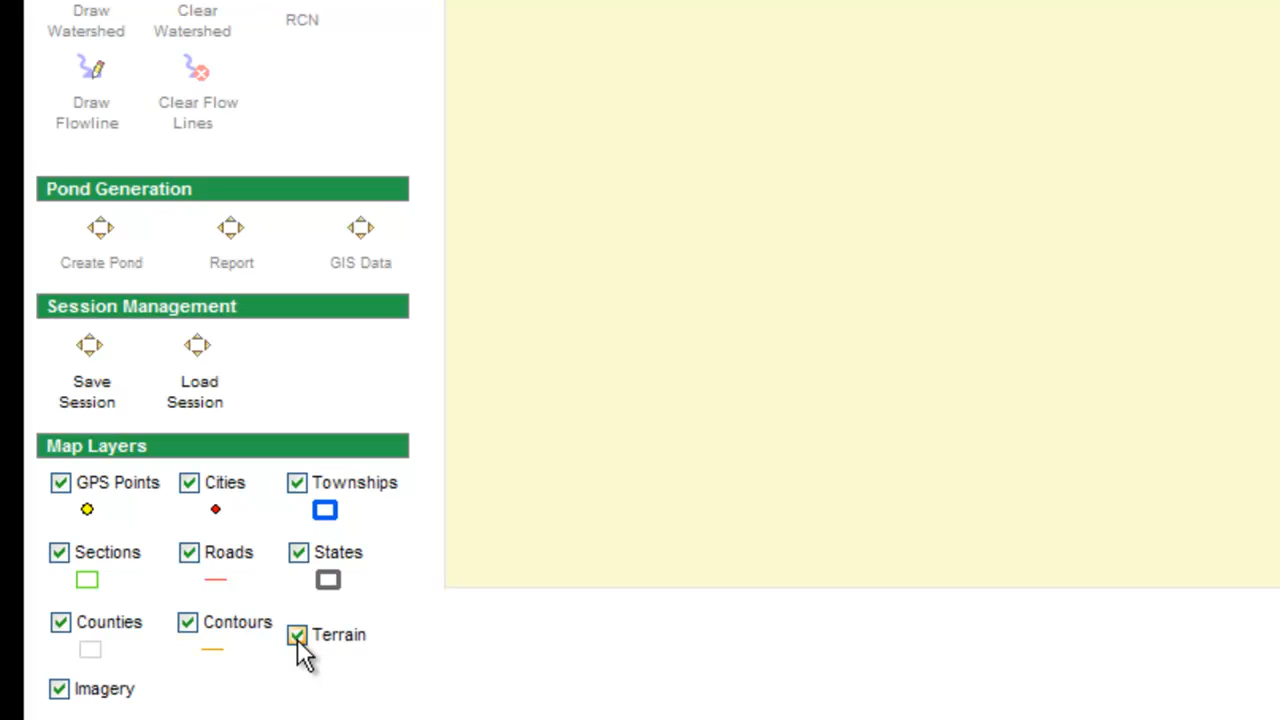 Draw Clear RCN
Watershed Watershed
Draw Clear Flow
Flowline Lines
Pond Generation
Create Pond Report GIS Data
Session Management
Save Load
Session Session
Map Layers
GPS Points Cities Townships
Sections Roads States
Counties Contours Terrain
Imagery